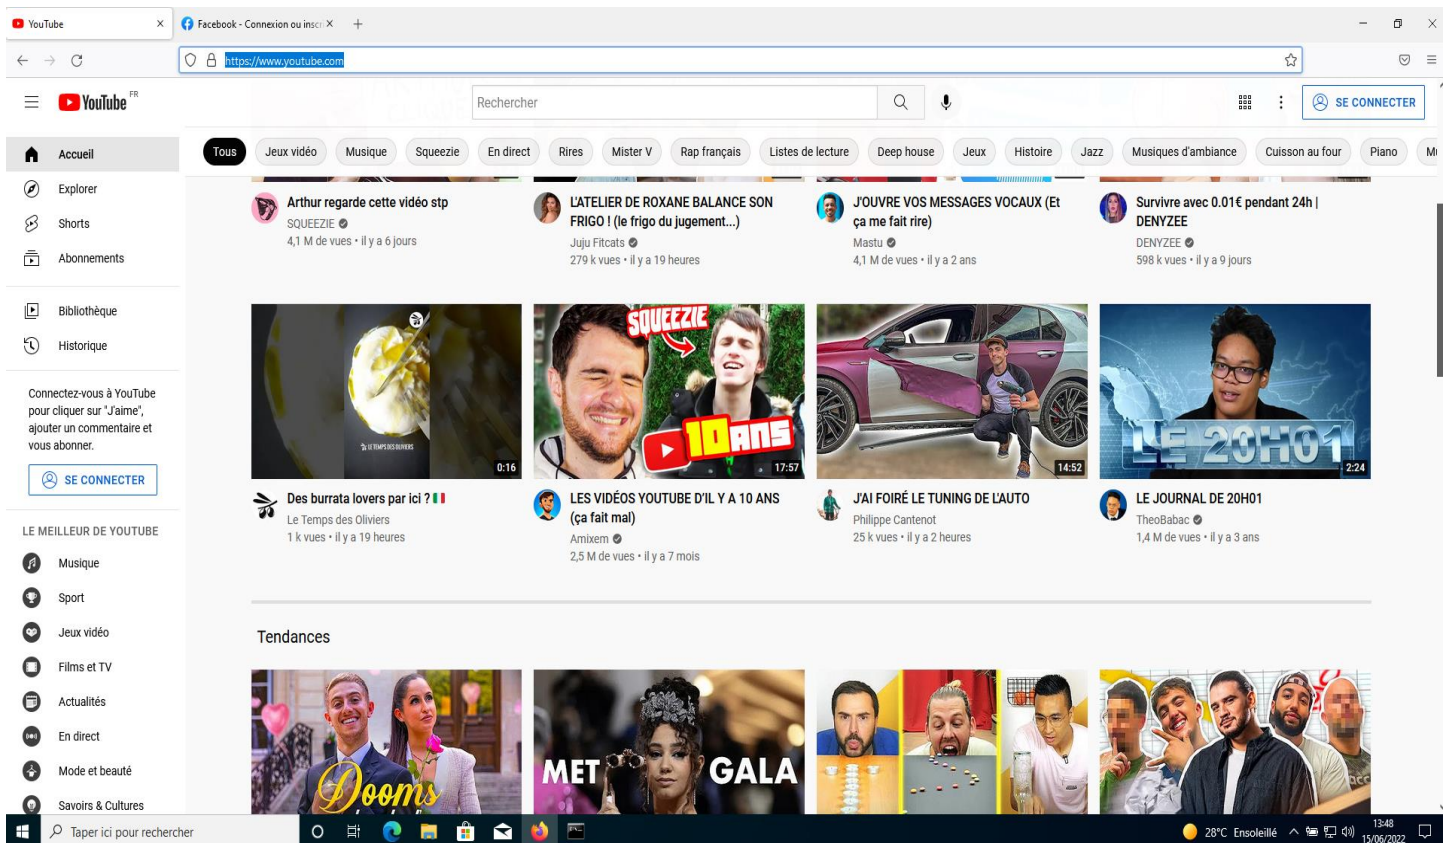 YouTube
Facebook - Connexion ou inscr
https://www.youtube.com
YouTube FR
Rechercher
SE CONNECTER
Tous
Jeux vidéo
Musique
Squeezie
En direct
Rires
Mister V
Rap français
Listes de lecture
Deep house
Jeux
Histoire
Jazz
Musiques d'ambiance
Cuisson au four
Piano
Accueil
Explorer
Shorts
Abonnements
Bibliothèque
Historique
Connectez-vous à YouTube
pour cliquer sur "J'aime",
ajouter un commentaire et
vous abonner.
SE CONNECTER
LE MEILLEUR DE YOUTUBE
Musique
Sport
Jeux vidéo
Films et TV
Actualités
En direct
Mode et beauté
Savoirs & Cultures
Arthur regarde cette vidéo stp
SQUEEZIE
4,1 M de vues • il y a 6 jours
L'ATELIER DE ROXANE BALANCE SON
FRIGO ! (le frigo du jugement...)
Juju Fitcats
279 k vues • il y a 19 heures
J'OUVRE VOS MESSAGES VOCAUX (Et
ça me fait rire)
Mastu
4,1 M de vues • il y a 2 ans
Survivre avec 0.01€ pendant 24h |
DENYZEE
DENYZEE
598 k vues • il y a 9 jours
LE TEMPS DES OLIVIERS
0:16
SQUEEZIE
10 ANS
17:57
14:52
LE 20H01
2:24
Des burrata lovers par ici ?
Le Temps des Oliviers
1 k vues • il y a 19 heures
LES VIDÉOS YOUTUBE D'IL Y A 10 ANS
(ça fait mal)
Amixem
2,5 M de vues • il y a 7 mois
J'AI FOIRÉ LE TUNING DE L'AUTO
Philippe Cantenot
25 k vues • il y a 2 heures
LE JOURNAL DE 20H01
TheoBabac
1,4 M de vues • il y a 3 ans
Tendances
Dooms
MET GALA
Taper ici pour rechercher
28°C Ensoleillé
13:48
15/06/2022